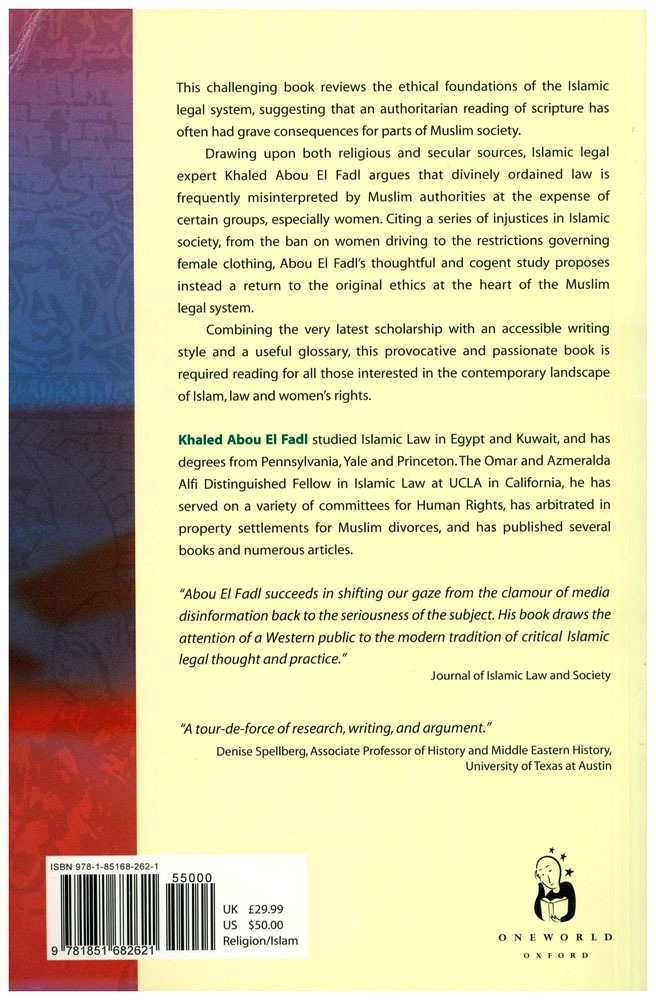 This challenging book reviews the ethical foundations of the Islamic
legal system, suggesting that an authoritarian reading of scripture has
often had grave consequences for parts of Muslim society.
Drawing upon both religious and secular sources, Islamic legal
expert Khaled Abou El Fadl argues that divinely ordained law is
frequently misinterpreted by Muslim authorities at the expense of
certain groups, especially women. Citing a series of injustices in Islamic
society, from the ban on women driving to the restrictions governing
female clothing, Abou El Fadl's thoughtful and cogent study proposes
instead a return to the original ethics at the heart of the Muslim
legal system.
Combining the very latest scholarship with an accessible writing
style and a useful glossary, this provocative and passionate book is
required reading for all those interested in the contemporary landscape
of Islam, law and women's rights.
Khaled Abou El Fadl studied Islamic Law in Egypt and Kuwait, and has
degrees from Pennsylvania, Yale and Princeton. The Omar and Azmeralda
Alfi Distinguished Fellow in Islamic Law at UCLA in California, he has
served on a variety of committees for Human Rights, has arbitrated in
property settlements for Muslim divorces, and has published several
books and numerous articles.
"Abou El Fadl succeeds in shifting our gaze from the clamour of media
disinformation back to the seriousness of the subject. His book draws the
attention of a Western public to the modern tradition of critical Islamic
legal thought and practice."
Journal of Islamic Law and Society
"A tour-de-force of research, writing, and argument."
Denise Spellberg, Associate Professor of History and Middle Eastern History,
University of Texas at Austin
ISBN 978-1-85168-262-1
55000
9 781851 682621
UK £29.99
US $50.00
Religion/Islam
ONEWORLD
OXFORD